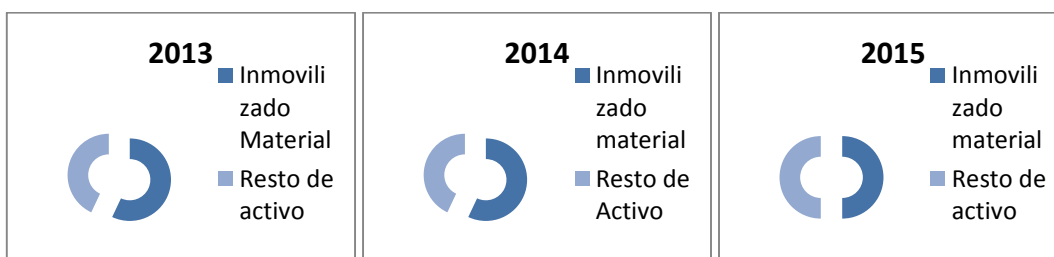 2013
Inmovili
zado
Material
Resto de
activo
2014
Inmovili
zado
material
Resto de
Activo
2015
Inmovili
zado
material
Resto de
activo